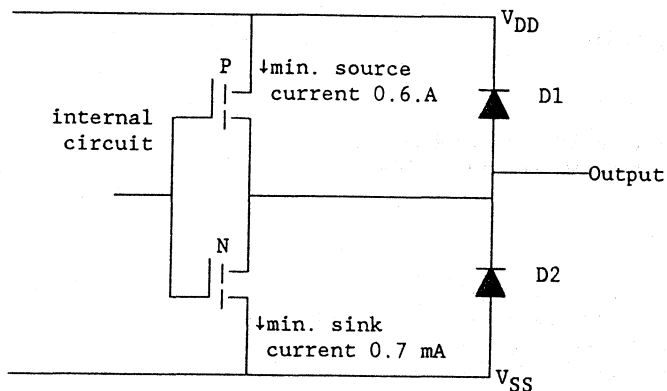 VDD
P
↓min. source
current 0.6.A
D1
internal
circuit
Output
N
D2
↓min. sink
current 0.7 mA
VSS